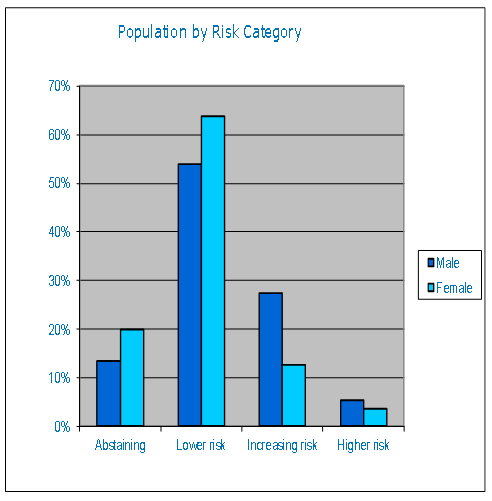 Population by Risk Category
70%
60%
50%
40%
30%
20%
10%
0%
Abstaining Lower risk Increasing risk Higher risk
Male
Female